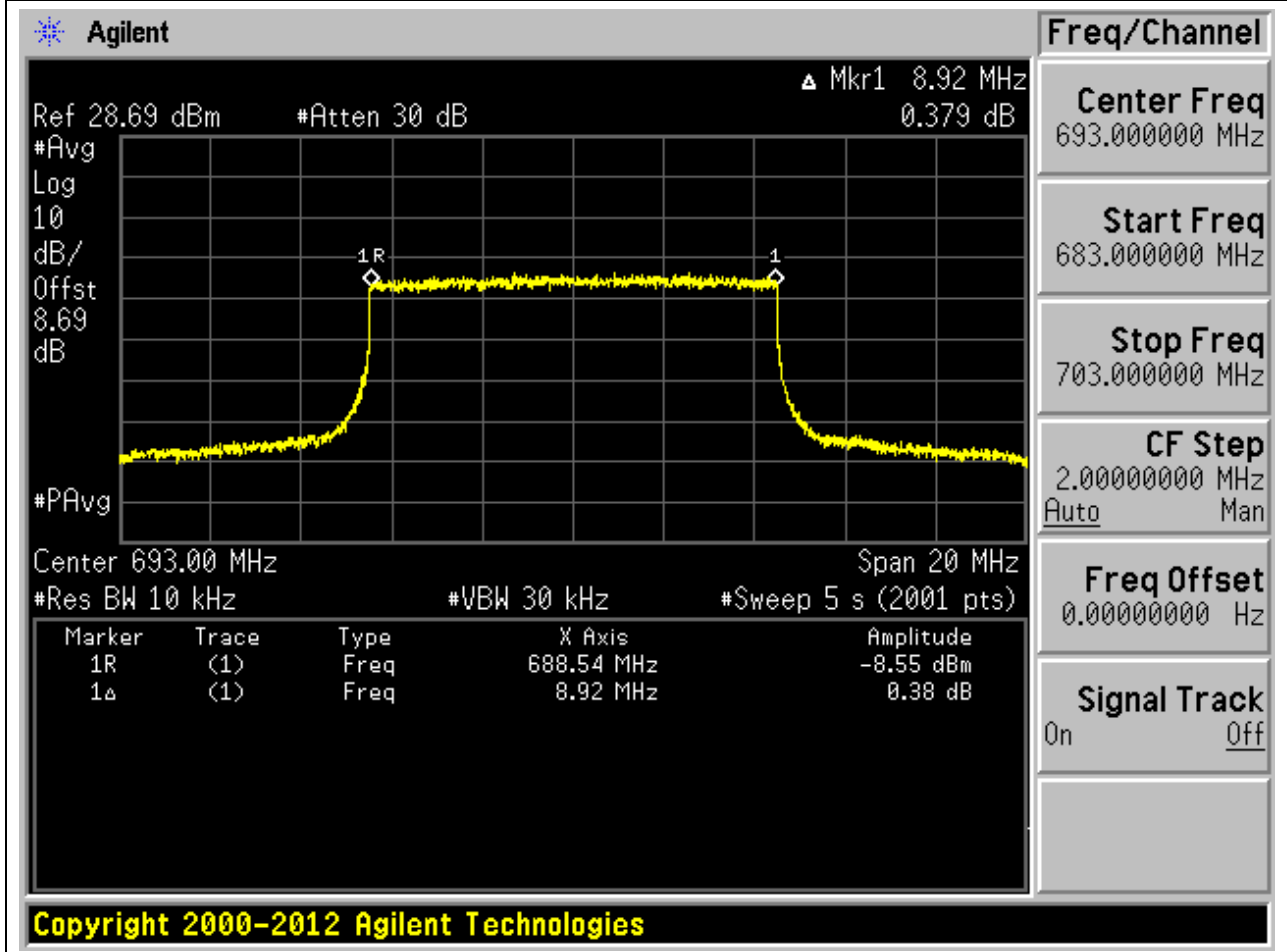 Agilent
Freq/Channel
▵ Mkr1 8.92 MHz
Ref 28.69 dBm #Atten 30 dB 0.379 dB
#Avg
Log
10
dB/
Offst
8.69
dB
1R 1
#PAvg
Center 693.00 MHz Span 20 MHz
#Res BW 10 kHz #VBW 30 kHz #Sweep 5 s (2001 pts)
Marker Trace Type X Axis Amplitude
1R (1) Freq 688.54 MHz -8.55 dBm
1▵ (1) Freq 8.92 MHz 0.38 dB
Center Freq
693.000000 MHz
Start Freq
683.000000 MHz
Stop Freq
703.000000 MHz
CF Step
2.00000000 MHz
Auto Man
Freq Offset
0.00000000 Hz
Signal Track
On Off
Copyright 2000-2012 Agilent Technologies